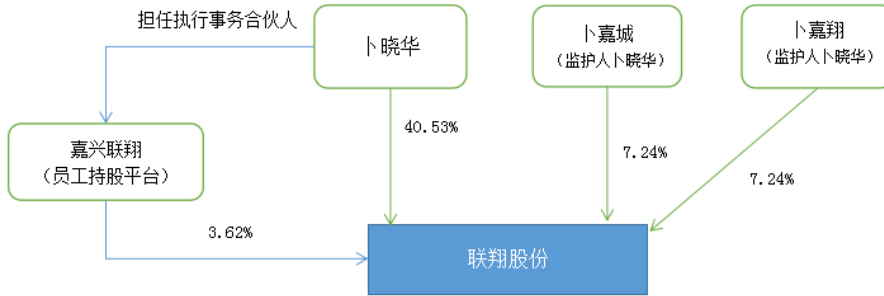 担任执行事务合伙人
卜晓华
卜嘉城
（监护人卜晓华）
卜嘉翔
（监护人卜晓华）
40.53%
7.24%
7.24%
嘉兴联翔
（员工持股平台）
3.62%
联翔股份